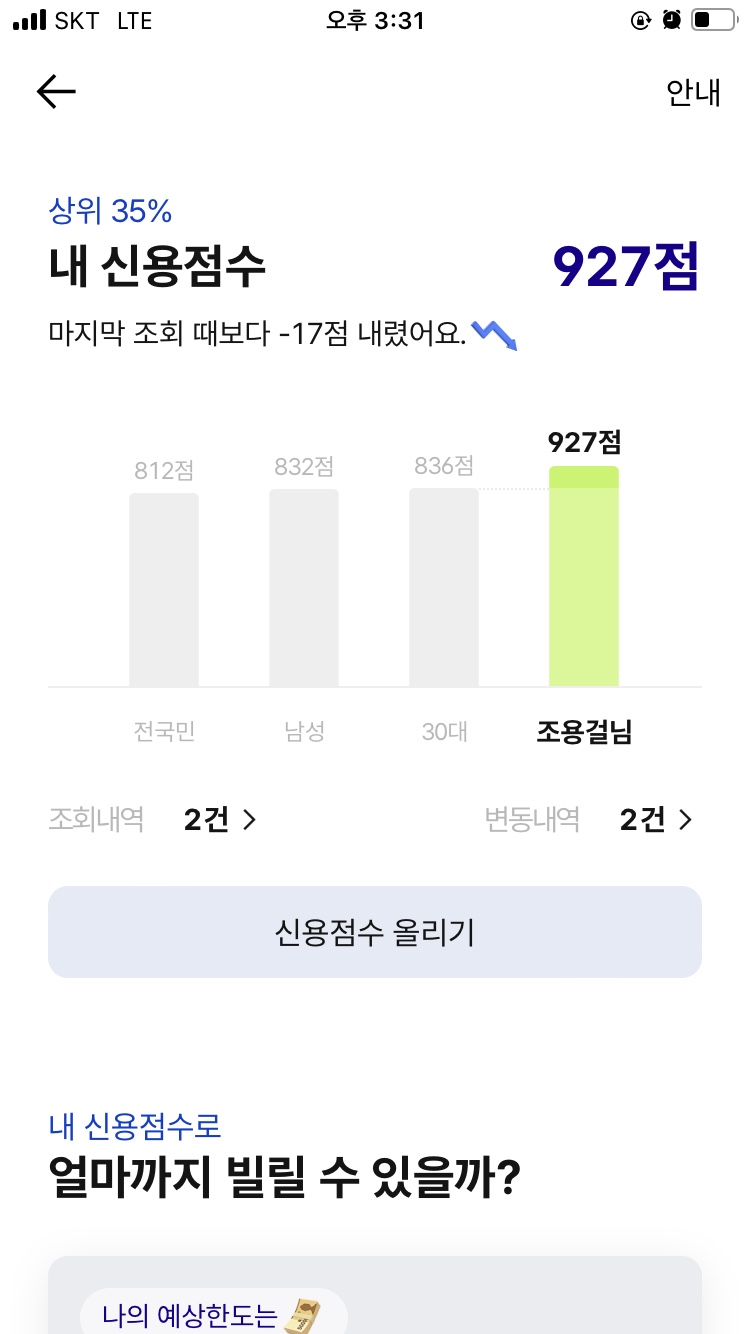 SKT LTE 오후 3:31
안내
상위 35%
내 신용점수 927점
마지막 조회 때보다 -17점 내렸어요.
812점 832점 836점 927점
전국민 남성 30대 조용걸님
조회내역 2건 변동내역 2건
신용점수 올리기
내 신용점수로
얼마까지 빌릴 수 있을까?
나의 예상한도는